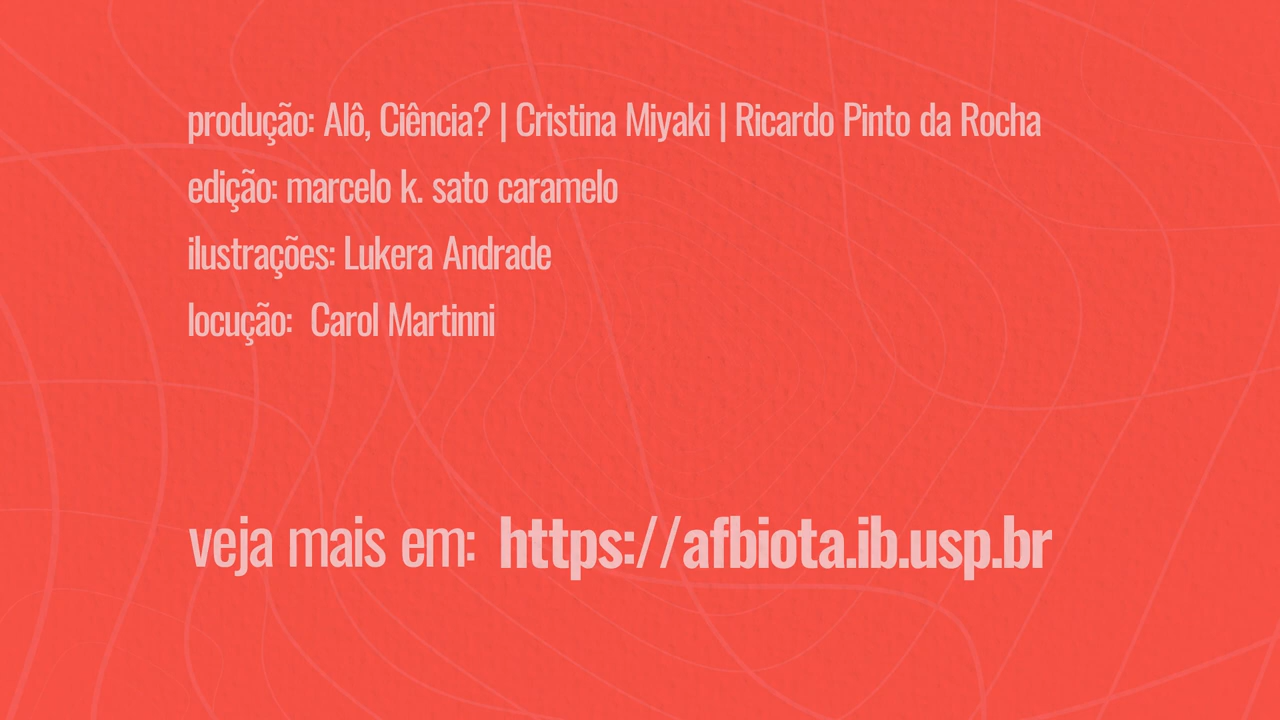 produção: Alô, Ciência? | Cristina Miyaki | Ricardo Pinto da Rocha
edição: marcelo k. sato caramelo
ilustrações: Lukera Andrade
locução: Carol Martinni
veja mais em: https://afbiota.ib.usp.br